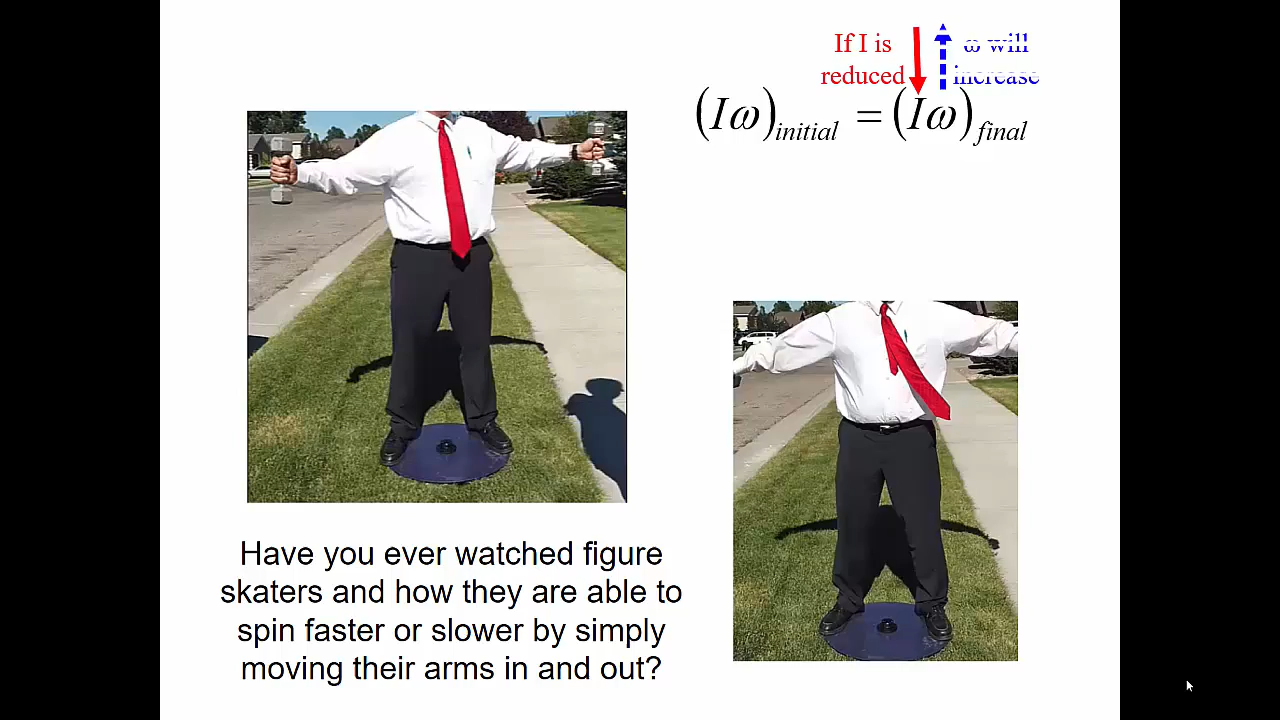 If I is
reduced
ω will
increase
(Iω)initial = (Iω)final
Have you ever watched figure
skaters and how they are able to
spin faster or slower by simply
moving their arms in and out?